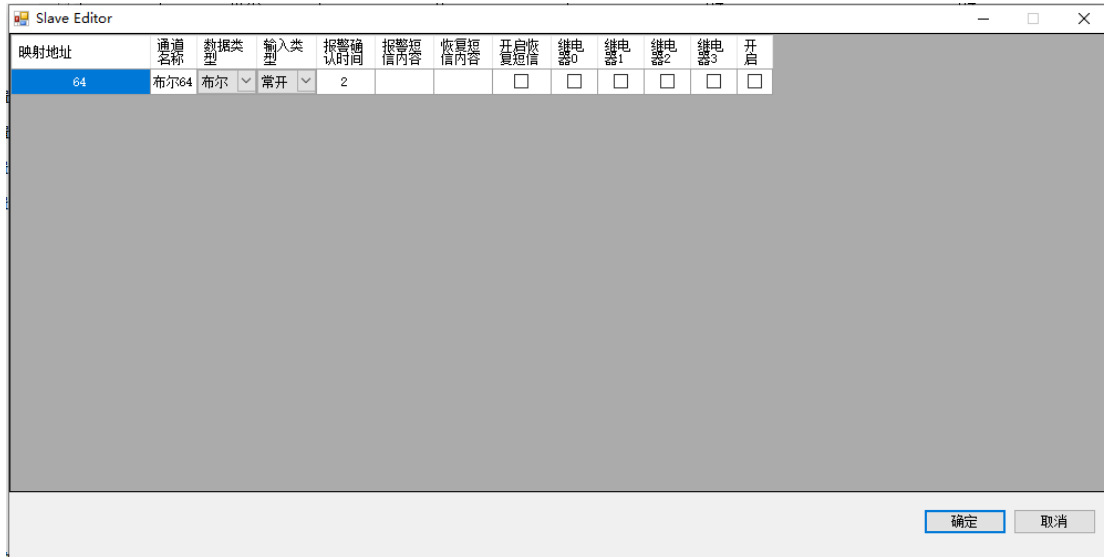 Slave Editor
映射地址 通道名称 数据类型 输入类型 报警确认时间 报警短信内容 恢复短信内容 开启恢复短信 继电器0 继电器1 继电器2 继电器3 开启
64 布尔64 布尔 常开 2
确定 取消